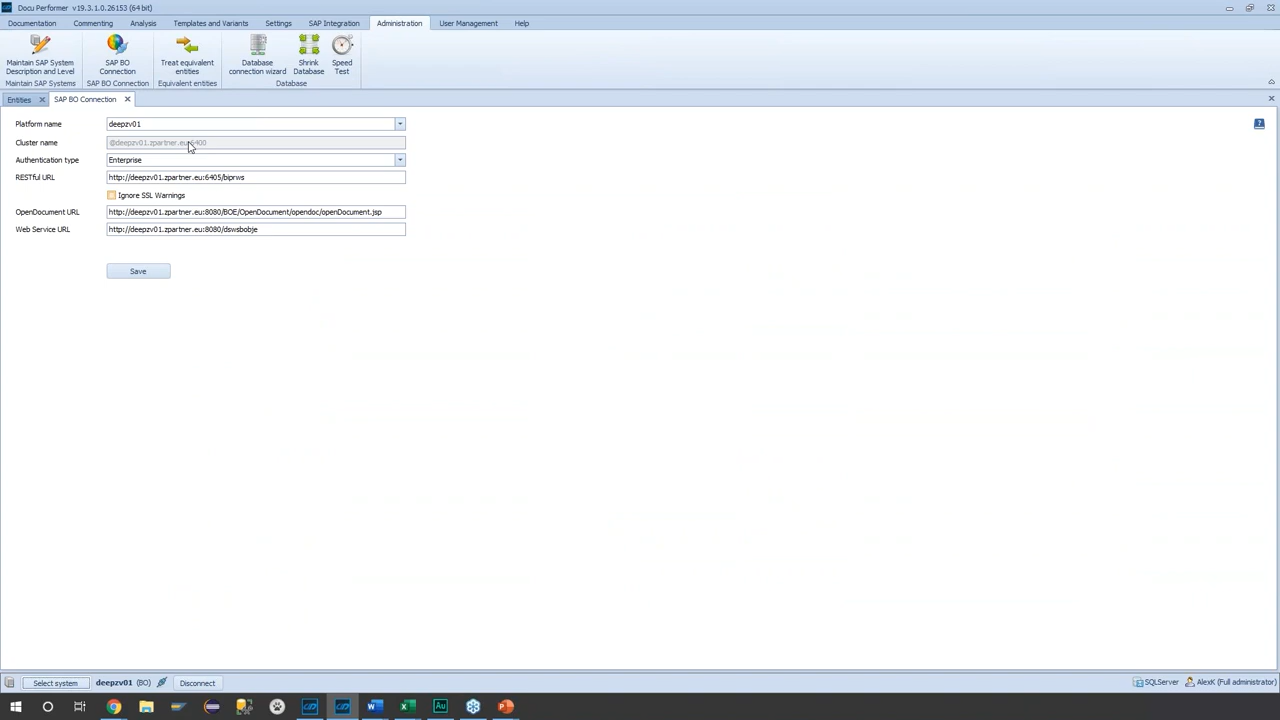 Docu Performer v19.3.1.0.26153 (64 bit)
Documentation Commenting Analysis Templates and Variants Settings SAP Integration Administration User Management Help
Maintain SAP System Description and Level
SAP BO Connection
Treat equivalent entities
Database connection wizard
Shrink Database
Speed Test
Maintain SAP Systems SAP BO Connection Equivalent entities Database
Entities SAP BO Connection
Platform name deepzv01
Cluster name @deepzv01.zpartner.eu:6400
Authentication type Enterprise
RESTful URL http://deepzv01.zpartner.eu:6405/biprws
Ignore SSL Warnings
OpenDocument URL http://deepzv01.zpartner.eu:8080/BOE/OpenDocument/opendoc/openDocument.jsp
Web Service URL http://deepzv01.zpartner.eu:8080/dswsbobje
Save
Select system deepzv01 (BO) Disconnect SQLServer AlexK (Full administrator)